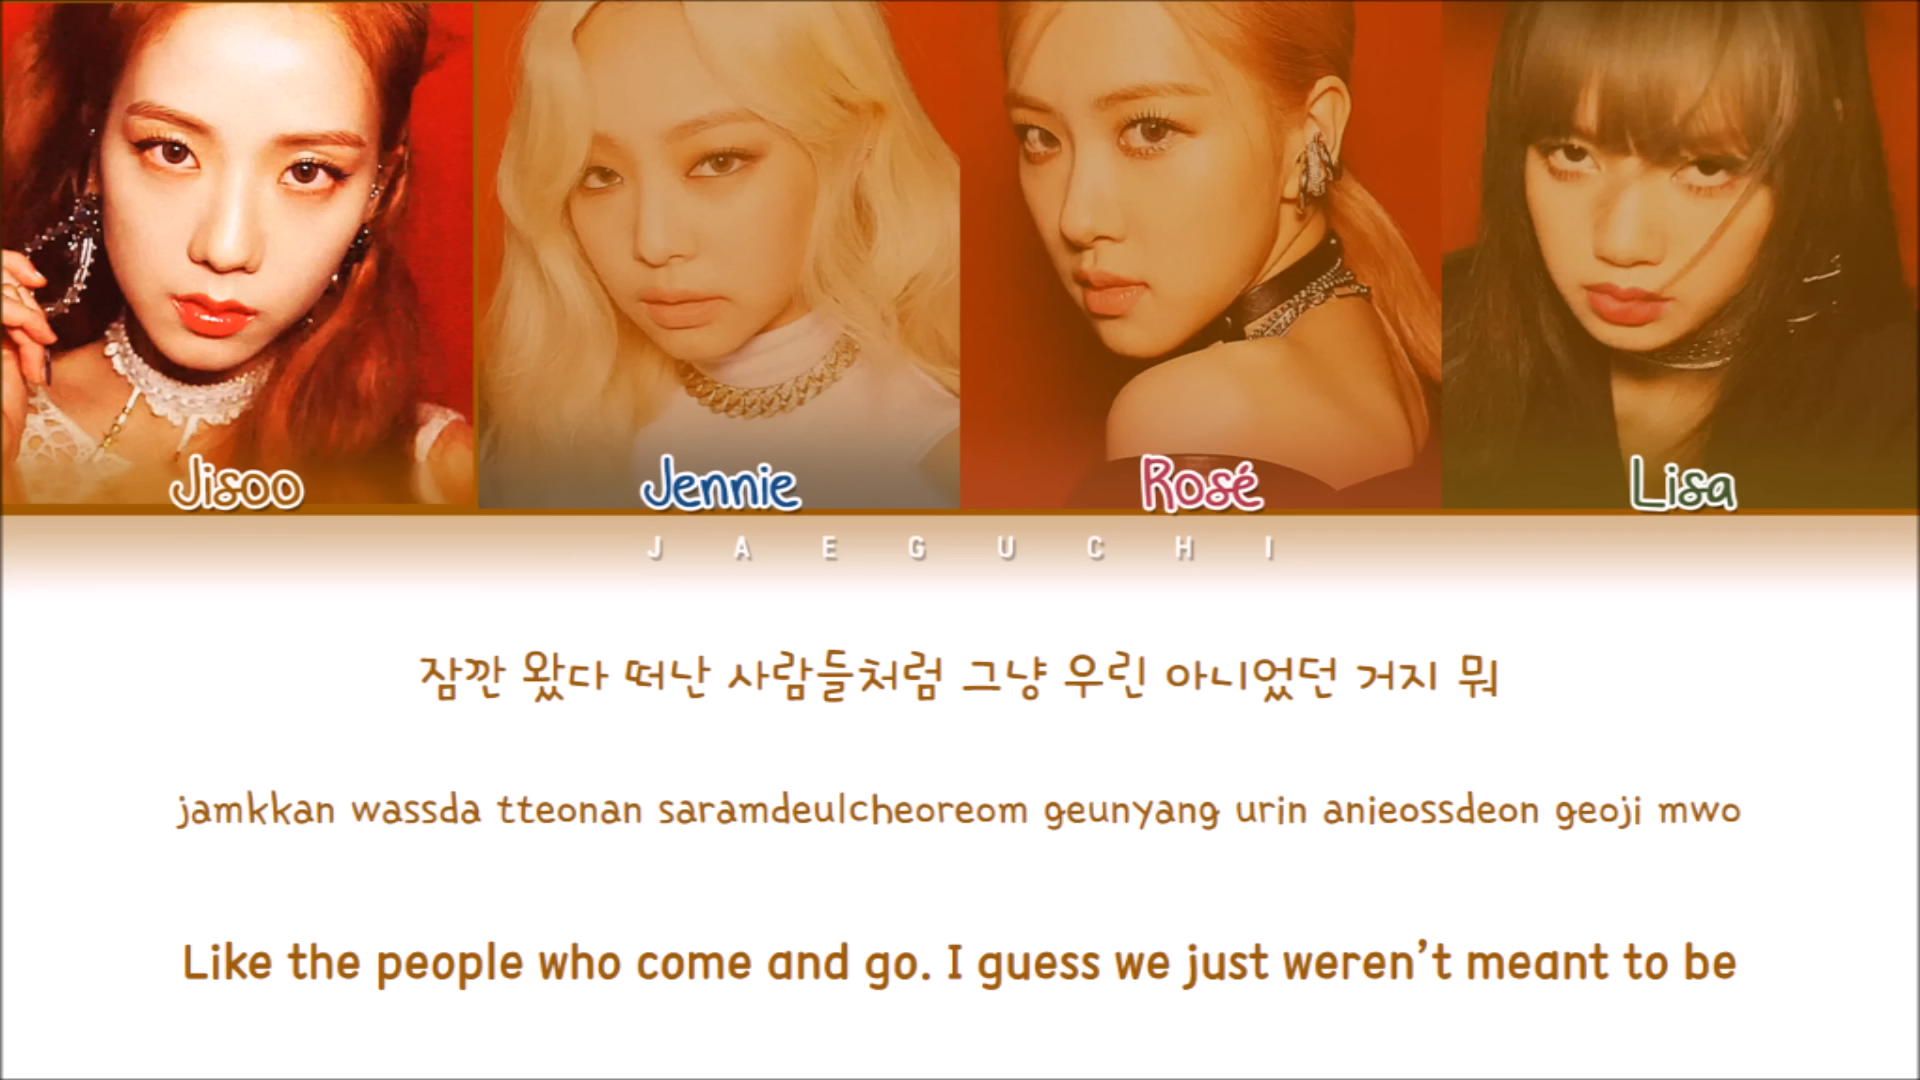 Jisoo Jennie Rosé Lisa
JAEGUCHI
잠깐 왔다 떠난 사람들처럼 그냥 우린 아니었던 거지 뭐
jamkkan wassda tteonan saramdeulcheoreom geunyang urin anieossdeon geoji mwo
Like the people who come and go. I guess we just weren't meant to be